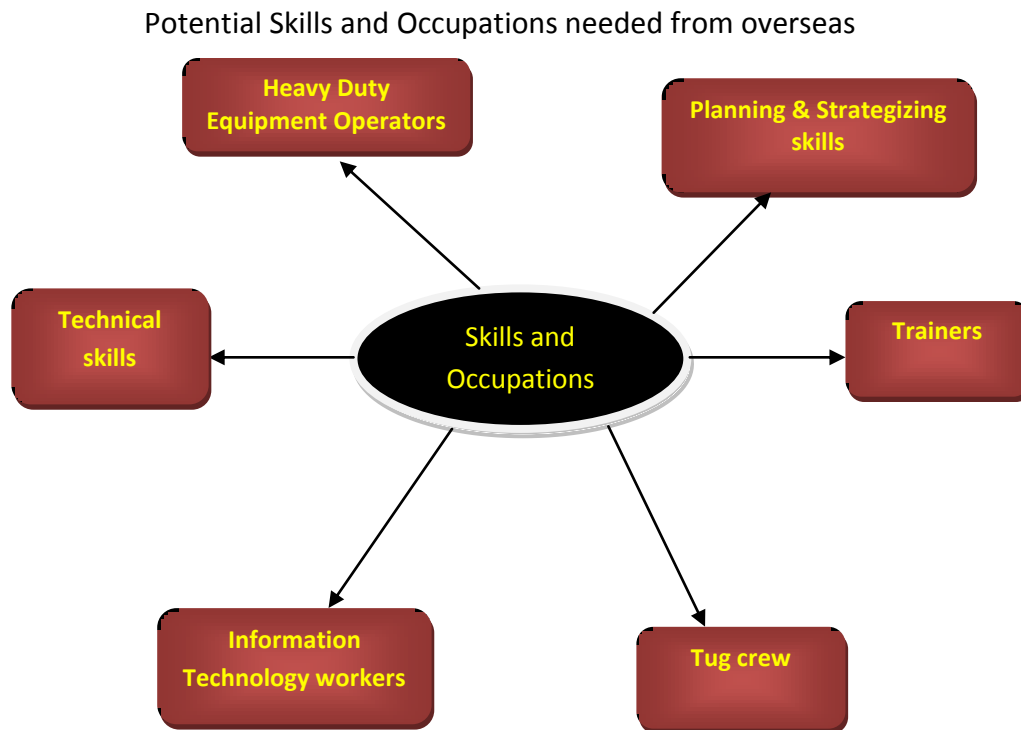 Potential Skills and Occupations needed from overseas
Heavy Duty
Equipment Operators
Planning & Strategizing
skills
Technical
skills
Skills and
Occupations
Trainers
Information
Technology workers
Tug crew